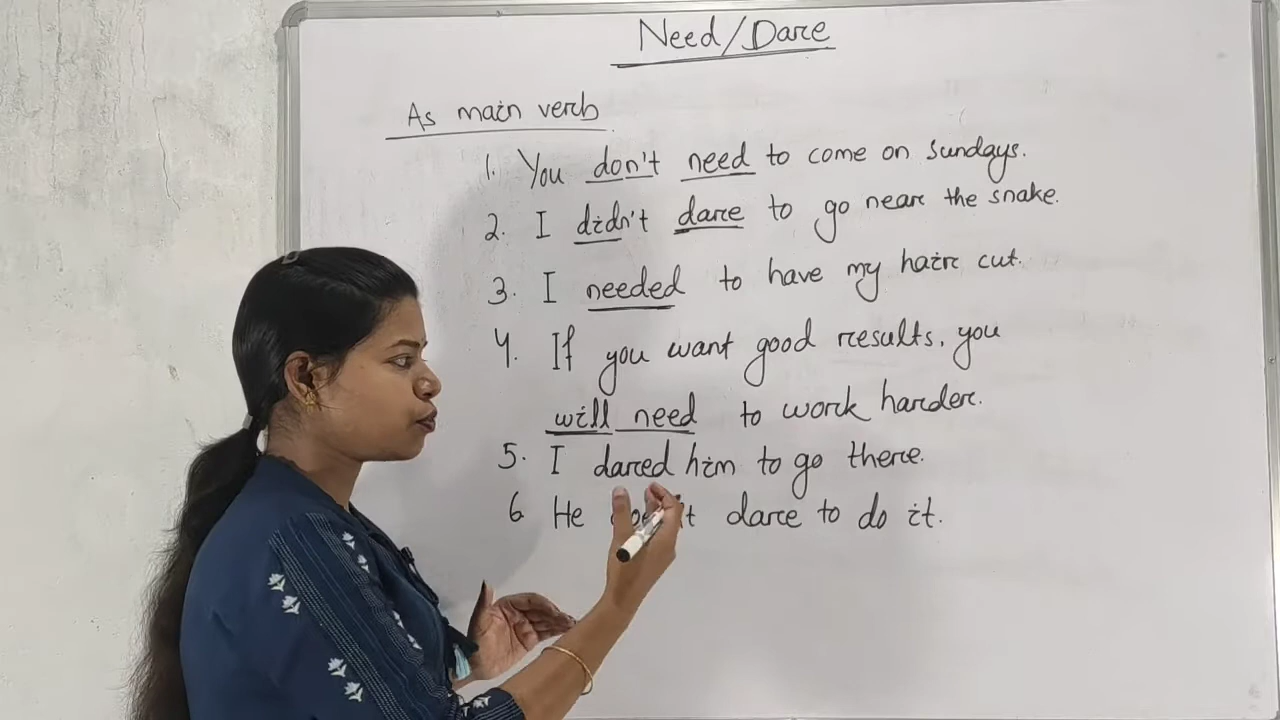 Need/Dare
As main verb
1. You don't need to come on Sundays.
2. I didn't dare to go near the snake.
3. I needed to have my hair cut.
4. If you want good results, you
will need to work harder.
5. I dared him to go there.
6 He dare to do it.